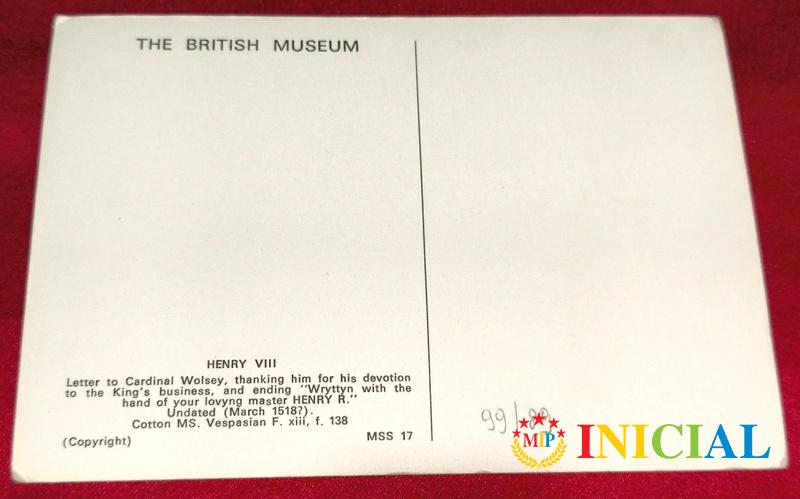 THE BRITISH MUSEUM
HENRY VIII
Letter to Cardinal Wolsey, thanking him for his devotion
to the King's business, and ending "Wryttyn with the
hand of your lovyng master HENRY R."
Undated (March 1518?).
Cotton MS. Vespasian F. xiii, f. 138
(Copyright)
MSS 17
99/
MIP
INICIAL